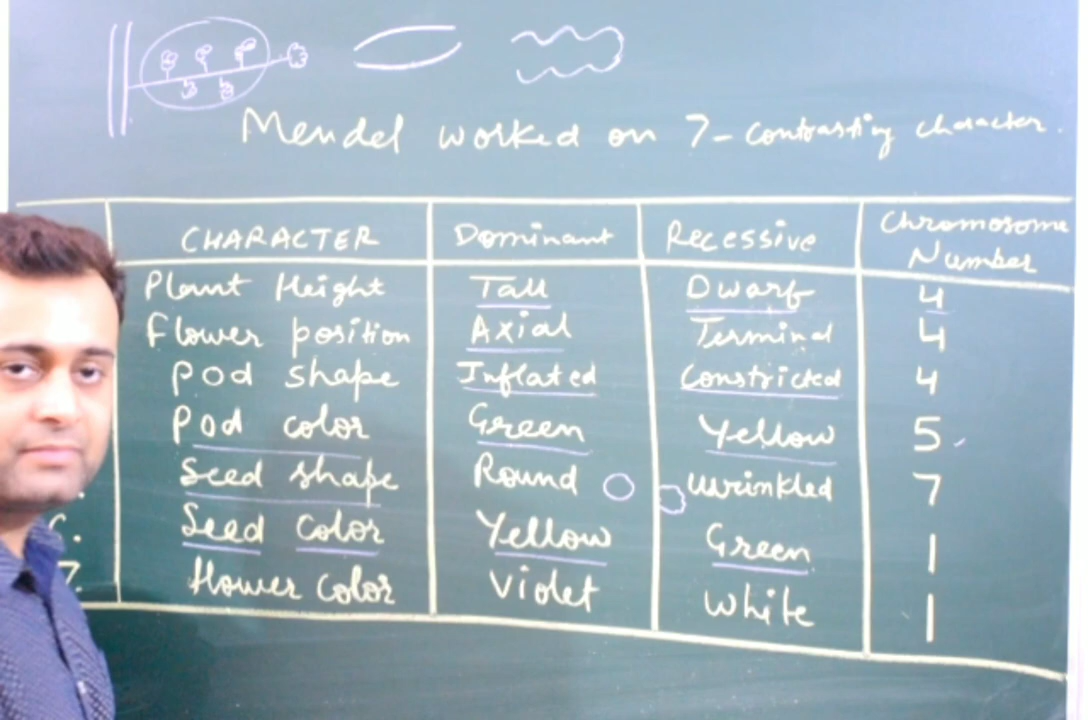 Mendel worked on 7-contrasting character.
CHARACTER Dominant Recessive Chromosome Number
Plant Height Tall Dwarf 4
Flower position Axial Terminal 4
Pod shape Inflated Constricted 4
Pod color Green Yellow 5
Seed shape Round wrinkled 7
6. Seed color Yellow Green 1
7. flower color Violet White 1